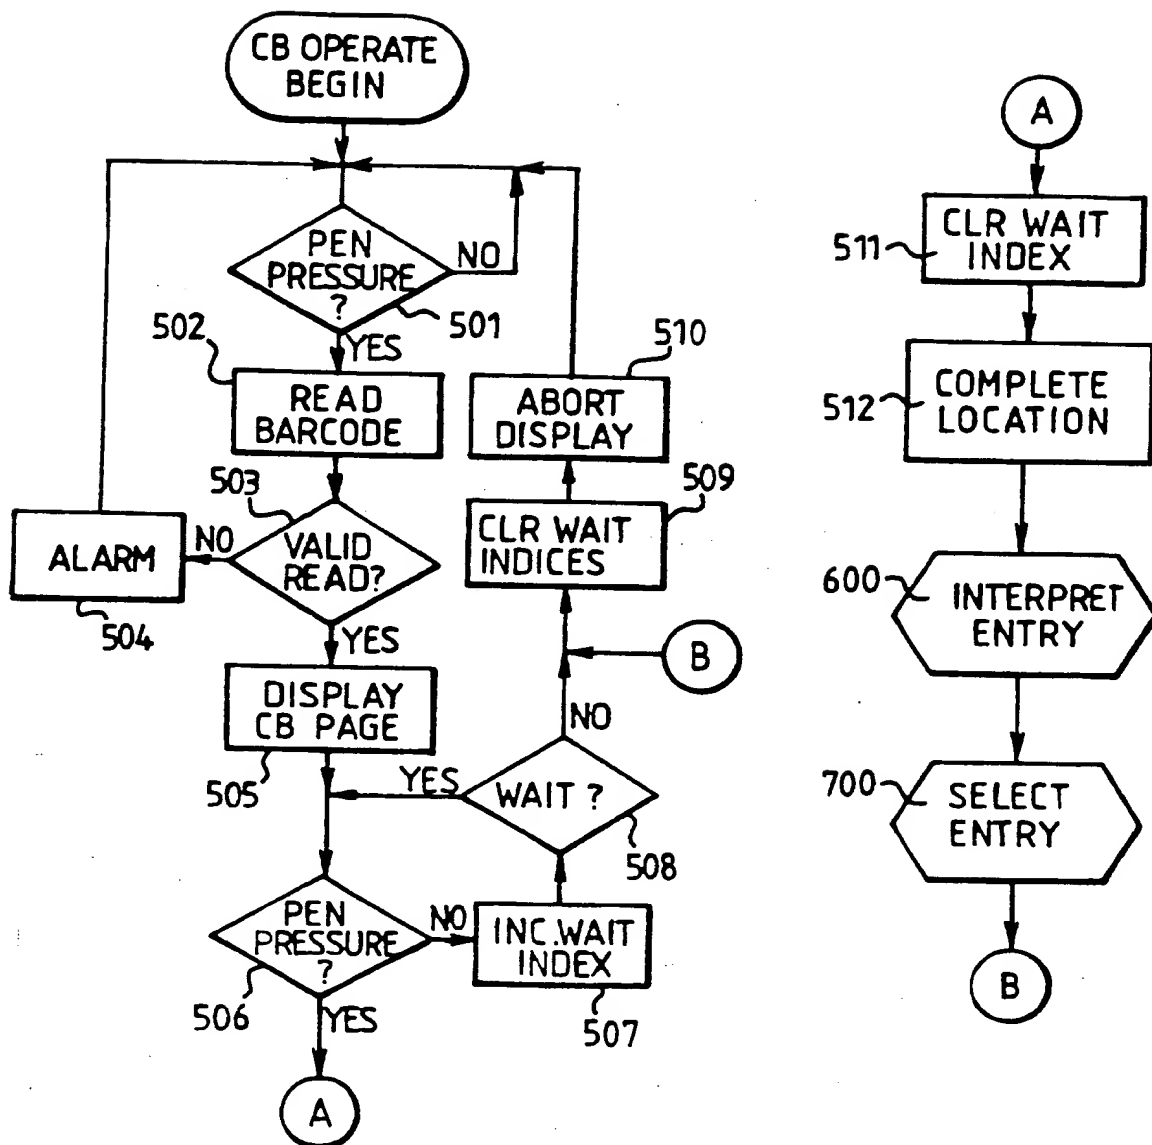 CB OPERATE
BEGIN
PEN
PRESSURE
?
NO
501
YES
502
READ
BARCODE
503
VALID
READ?
NO
ALARM
504
YES
DISPLAY
CB PAGE
505
PEN
PRESSURE
?
506
NO
YES
A
INC. WAIT
INDEX
507
WAIT ?
508
YES
NO
B
CLR WAIT
INDICES
509
ABORT
DISPLAY
510
A
CLR WAIT
INDEX
511
COMPLETE
LOCATION
512
INTERPRET
ENTRY
600
SELECT
ENTRY
700
B